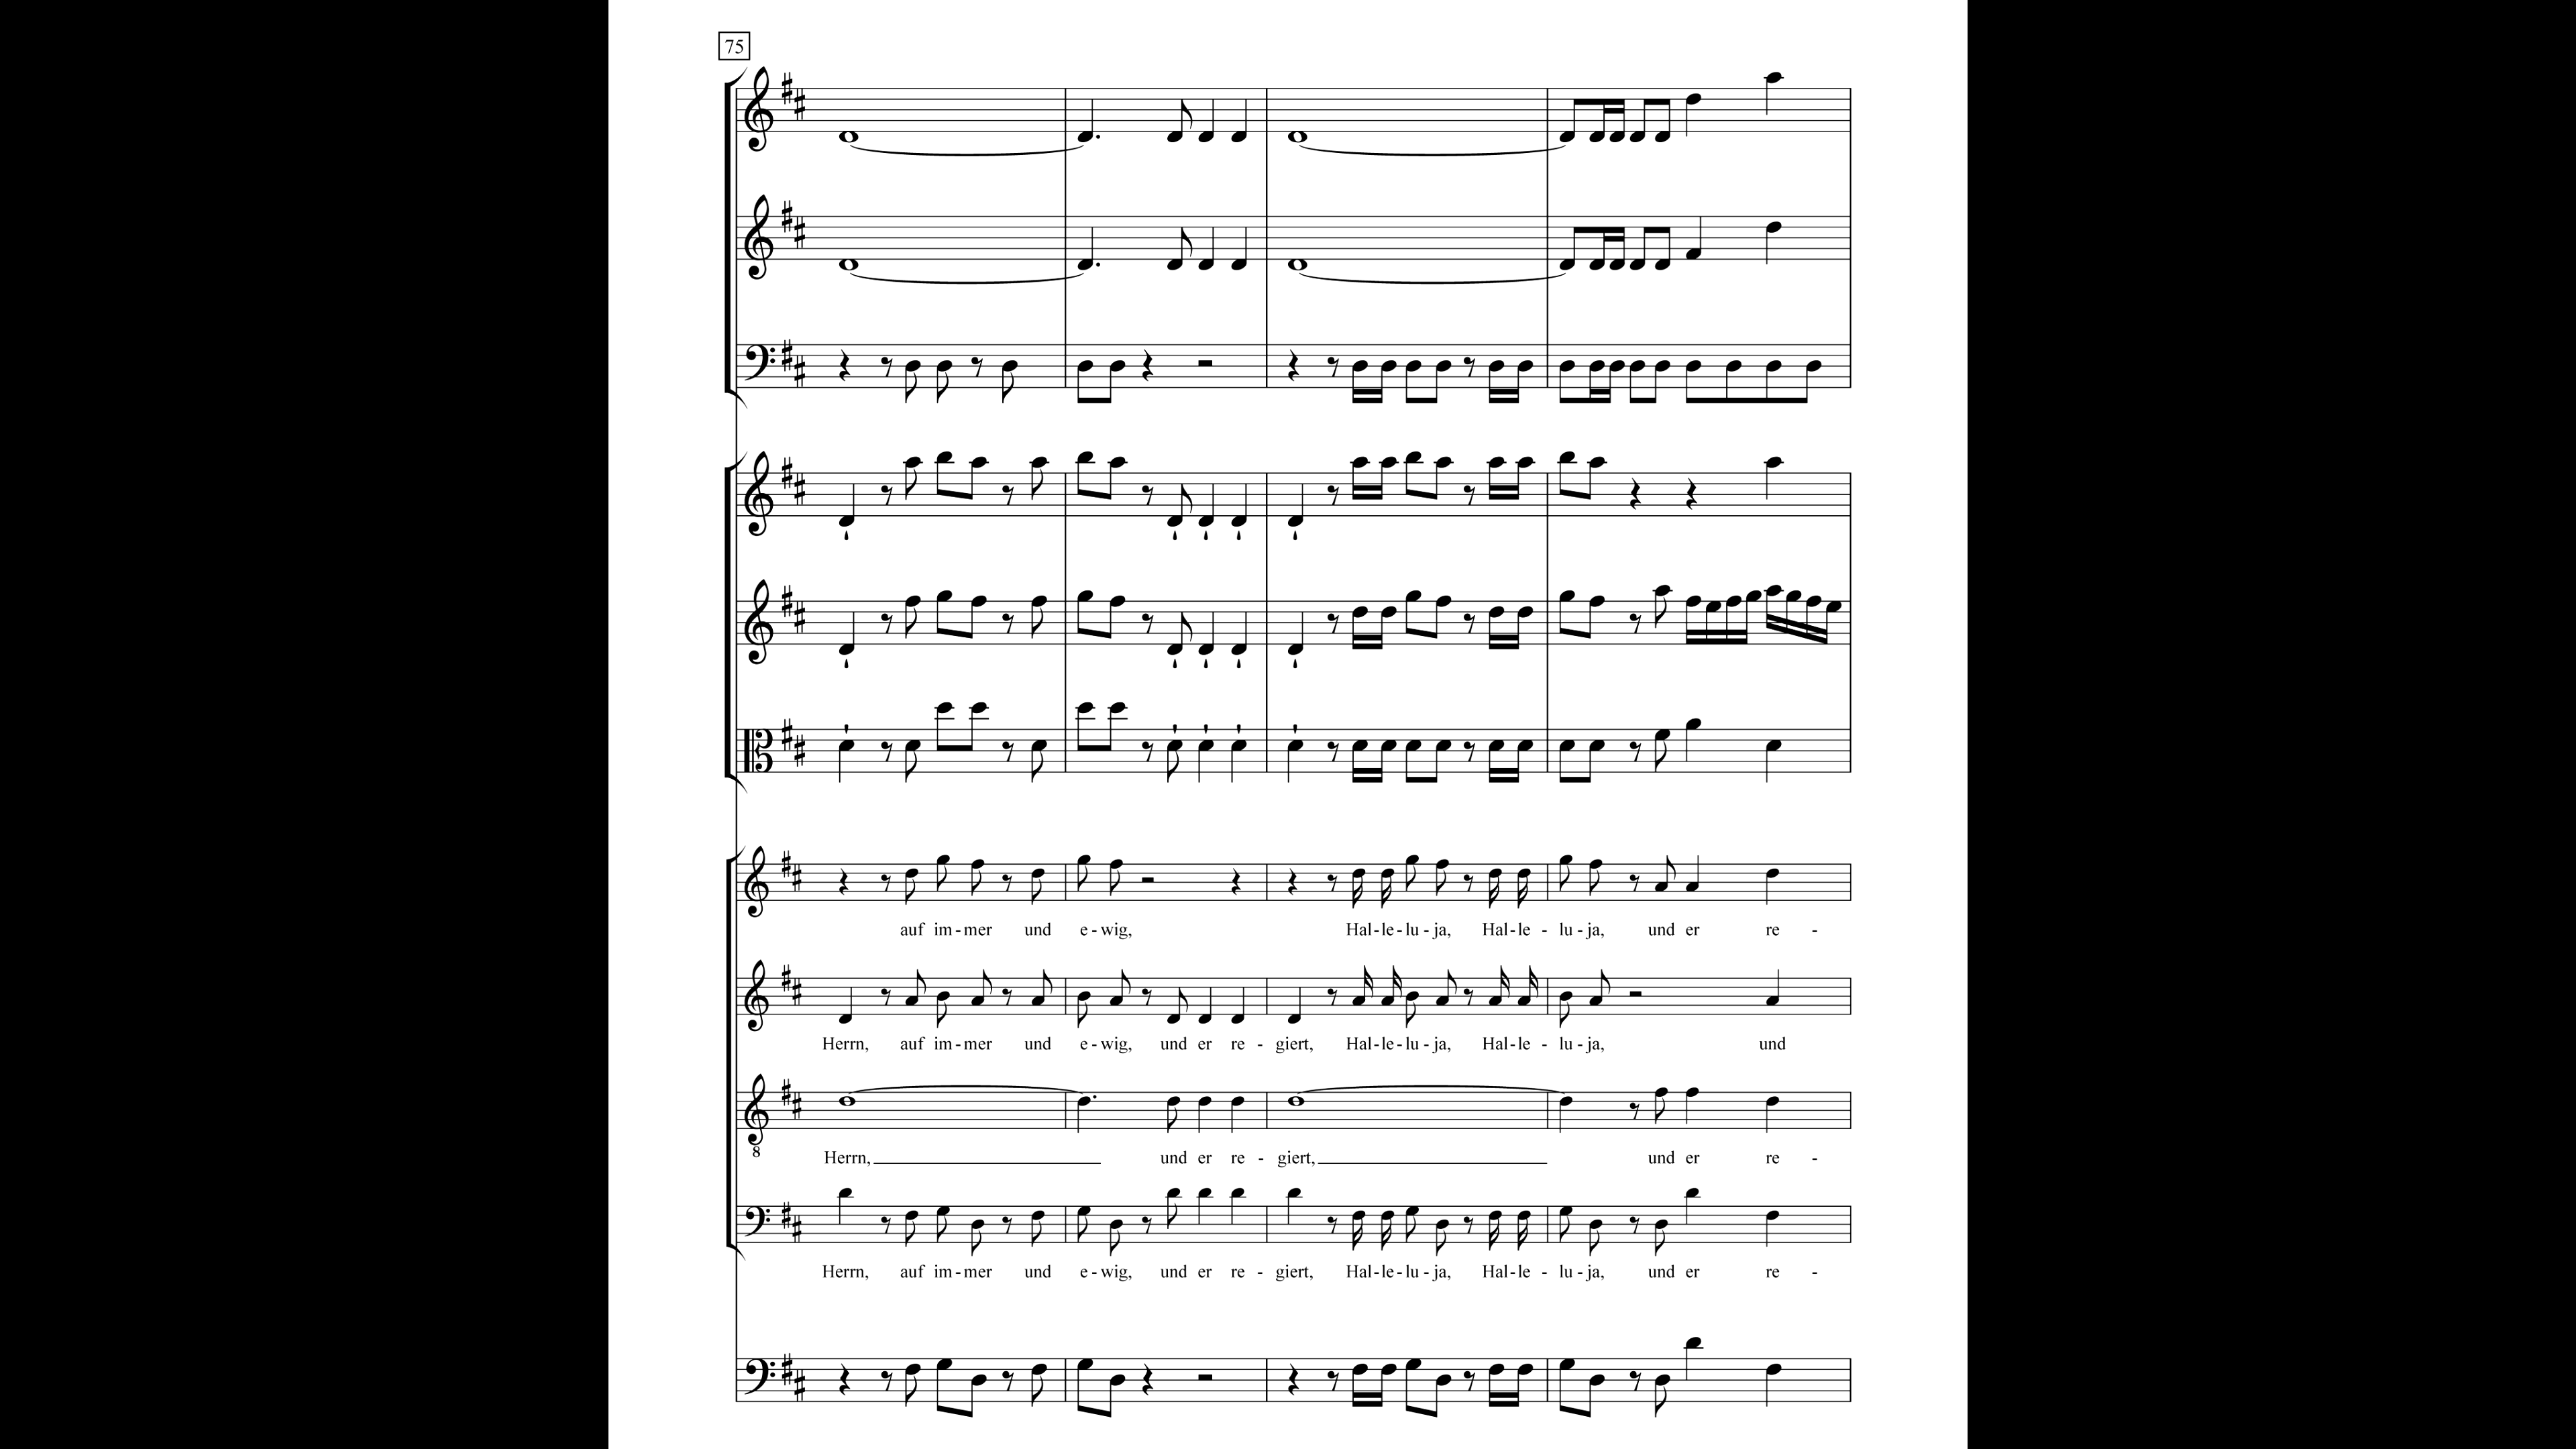 75
auf im-mer und e-wig, Hal-le-lu-ja, Hal-le-lu-ja, und er re-
Herrn, auf im-mer und e-wig, und er re-giert, Hal-le-lu-ja, Hal-le-lu-ja, und
8
Herrn, und er re-giert, und er re-
Herrn, auf im-mer und e-wig, und er re-giert, Hal-le-lu-ja, Hal-le-lu-ja, und er re-